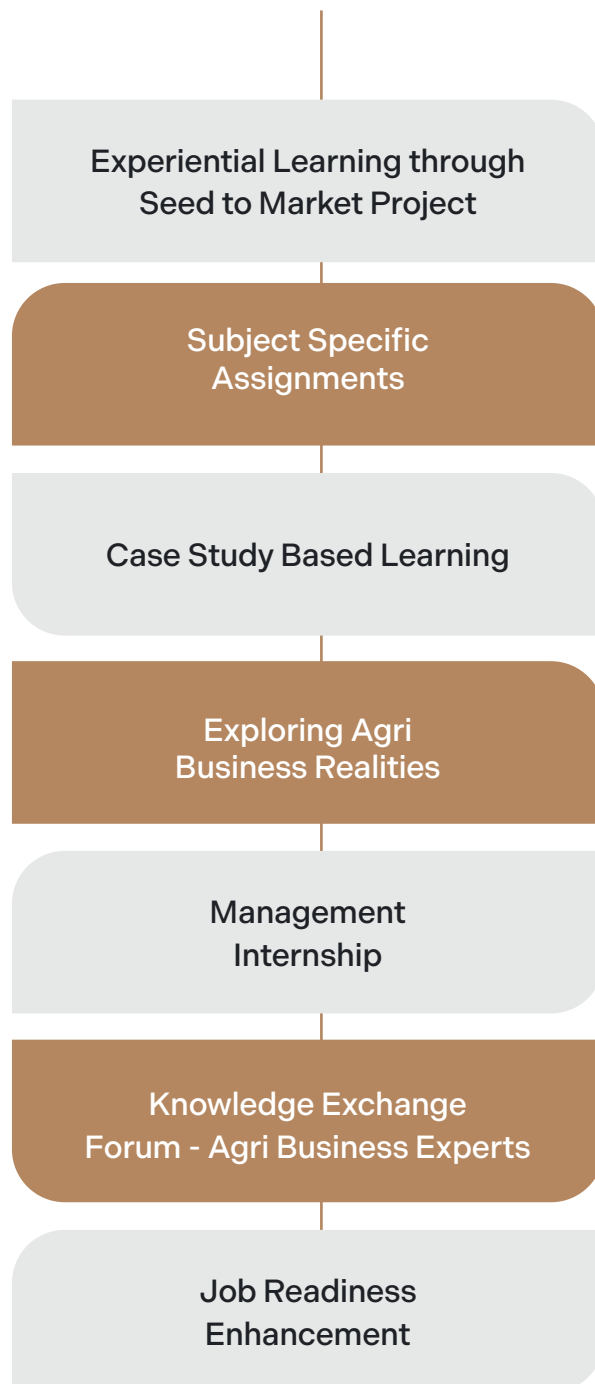 Experiential Learning through
Seed to Market Project
Subject Specific
Assignments
Case Study Based Learning
Exploring Agri
Business Realities
Management
Internship
Knowledge Exchange
Forum - Agri Business Experts
Job Readiness
Enhancement